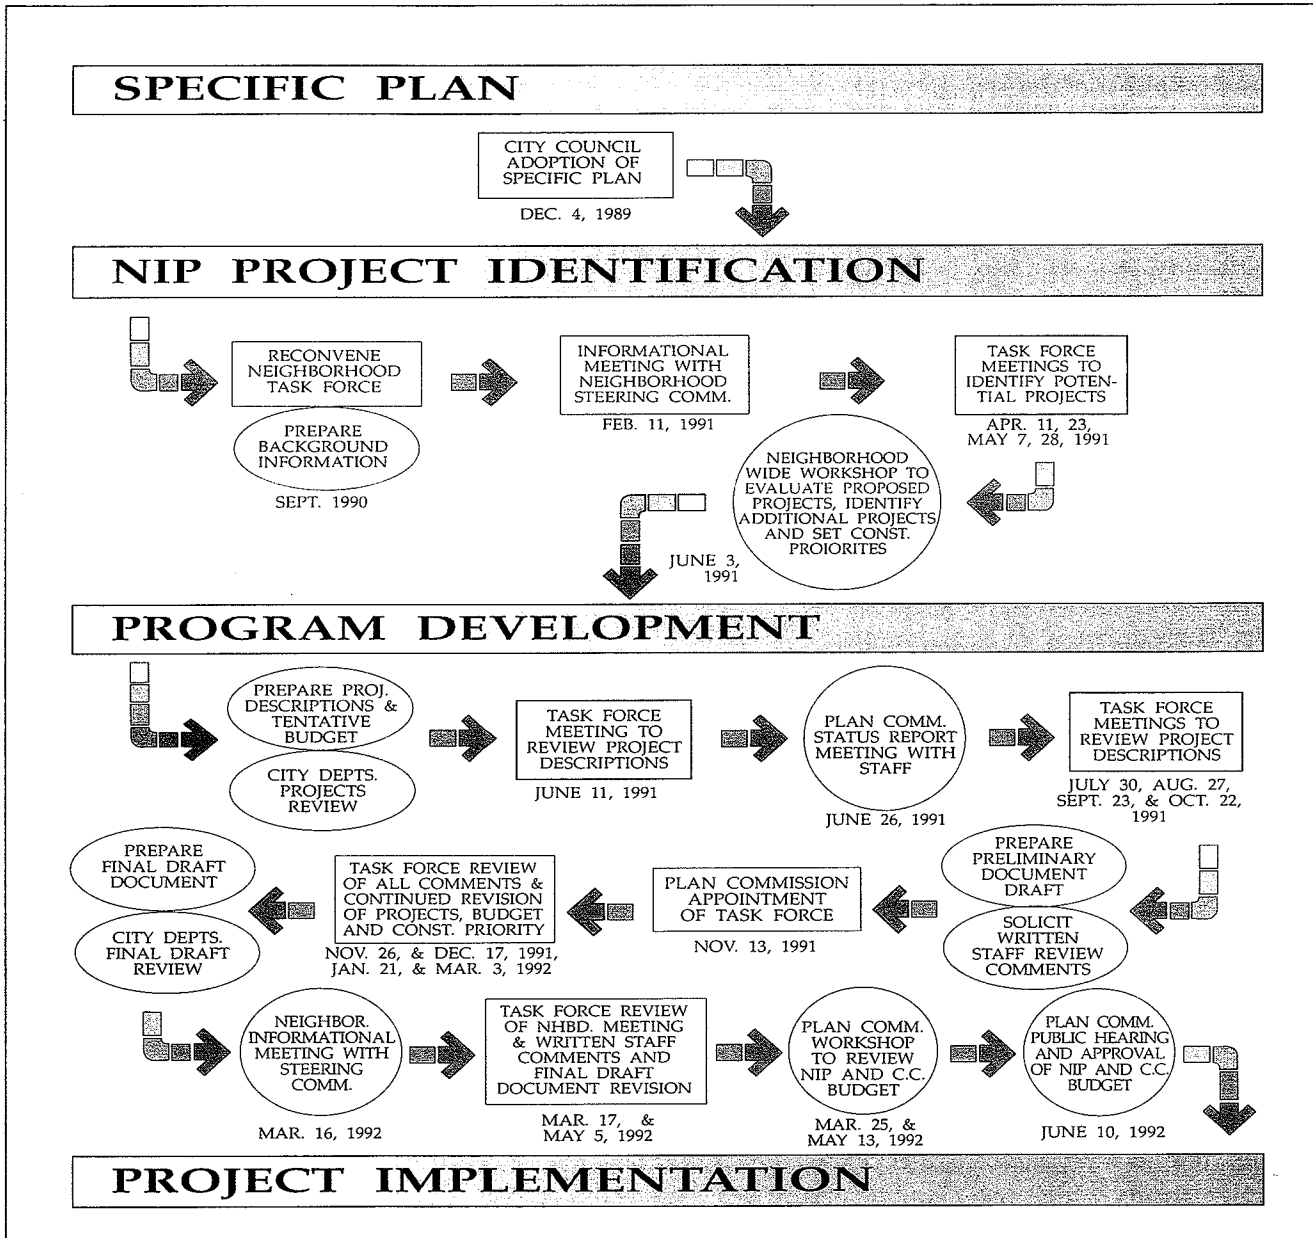 SPECIFIC PLAN
CITY COUNCIL
ADOPTION OF
SPECIFIC PLAN
DEC. 4, 1989
NIP PROJECT IDENTIFICATION
RECONVENE
NEIGHBORHOOD
TASK FORCE
PREPARE
BACKGROUND
INFORMATION
SEPT. 1990
INFORMATIONAL
MEETING WITH
NEIGHBORHOOD
STEERING COMM.
FEB. 11, 1991
TASK FORCE
MEETINGS TO
IDENTIFY POTEN-
TIAL PROJECTS
APR. 11, 23,
MAY 7, 28, 1991
NEIGHBORHOOD
WIDE WORKSHOP TO
EVALUATE PROPOSED
PROJECTS, IDENTIFY
ADDITIONAL PROJECTS
AND SET CONST.
PROIORITES
JUNE 3,
1991
PROGRAM DEVELOPMENT
PREPARE PROJ.
DESCRIPTIONS &
TENTATIVE
BUDGET
CITY DEPTS.
PROJECTS
REVIEW
TASK FORCE
MEETING TO
REVIEW PROJECT
DESCRIPTIONS
JUNE 11, 1991
PLAN COMM.
STATUS REPORT
MEETING WITH
STAFF
JUNE 26, 1991
TASK FORCE
MEETINGS TO
REVIEW PROJECT
DESCRIPTIONS
JULY 30, AUG. 27,
SEPT. 23, & OCT. 22,
1991
PREPARE
PRELIMINARY
DOCUMENT
DRAFT
SOLICIT
WRITTEN
STAFF REVIEW
COMMENTS
PLAN COMMISSION
APPOINTMENT
OF TASK FORCE
NOV. 13, 1991
TASK FORCE REVIEW
OF ALL COMMENTS &
CONTINUED REVISION
OF PROJECTS, BUDGET
AND CONST. PRIORITY
NOV. 26, & DEC. 17, 1991,
JAN. 21, & MAR. 3, 1992
PREPARE
FINAL DRAFT
DOCUMENT
CITY DEPTS.
FINAL DRAFT
REVIEW
NEIGHBOR.
INFORMATIONAL
MEETING WITH
STEERING
COMM.
MAR. 16, 1992
TASK FORCE REVIEW
OF NHBD. MEETING
& WRITTEN STAFF
COMMENTS AND
FINAL DRAFT
DOCUMENT REVISION
MAR. 17, &
MAY 5, 1992
PLAN COMM.
WORKSHOP
TO REVIEW
NIP AND C.C.
BUDGET
MAR. 25, &
MAY 13, 1992
PLAN COMM.
PUBLIC HEARING
AND APPROVAL
OF NIP AND C.C.
BUDGET
JUNE 10, 1992
PROJECT IMPLEMENTATION